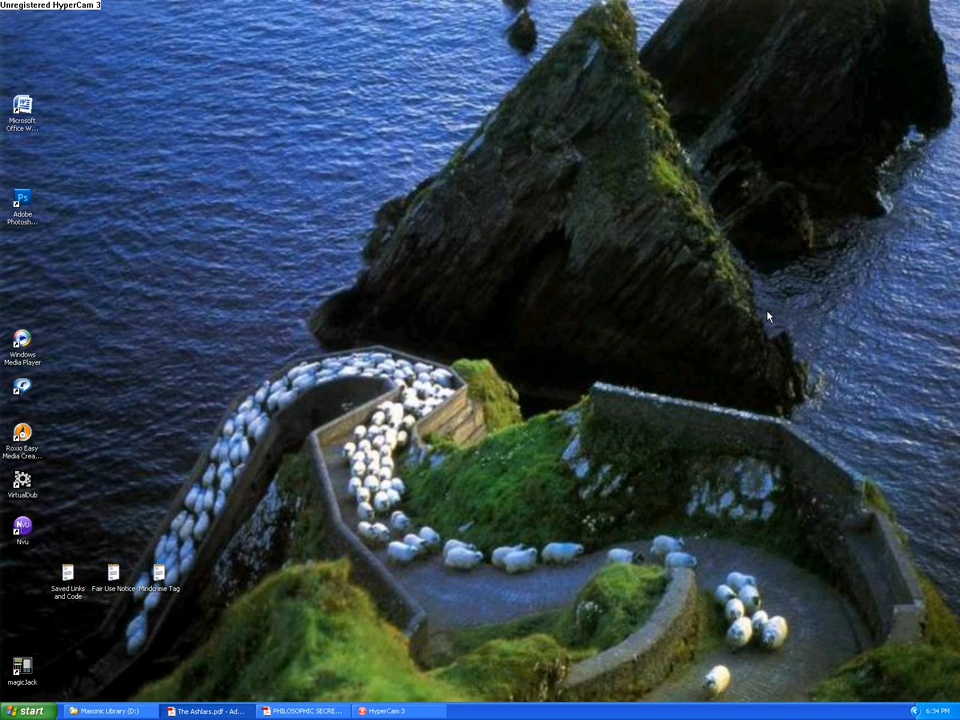 Unregistered HyperCam 3
Microsoft
Office W...
Adobe
Photosh...
Windows
Media Player
Roxio Easy
Media Crea...
VirtualDub
Nvu
Saved Links
and Code
Fair Use Notice
Mindcrime Tag
magicJack
start
Masonic Library (D:)
The Ashlars.pdf - Ad...
PHILOSOPHIC SECRE...
HyperCam 3
6:34 PM